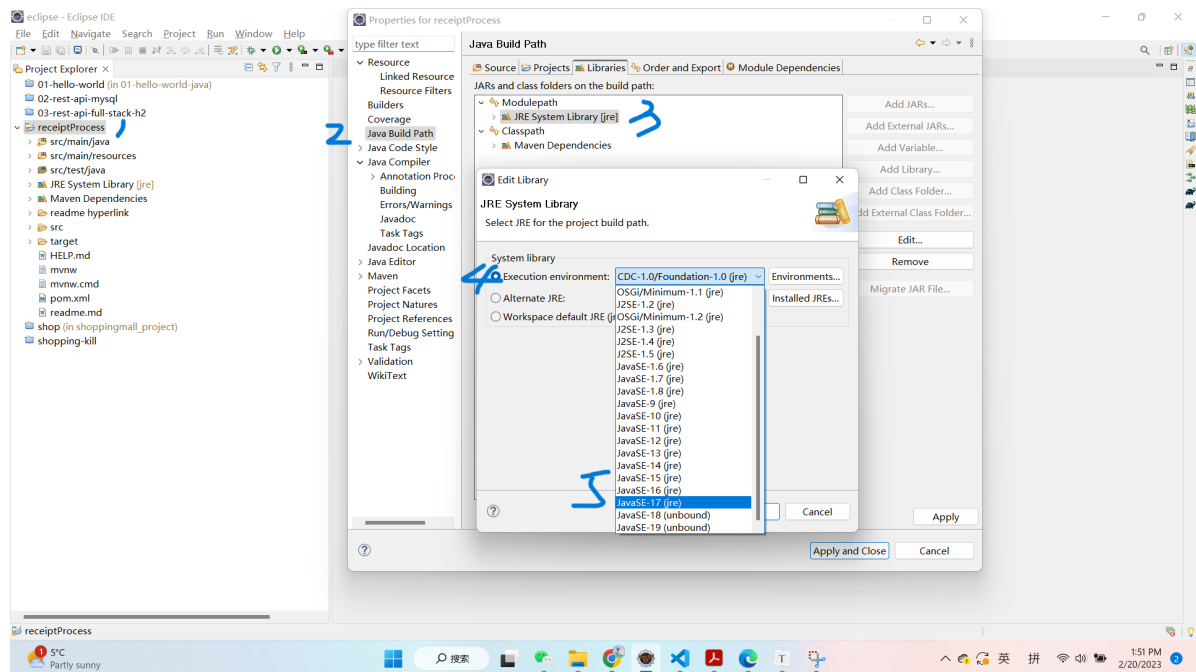 eclipse - Eclipse IDE
File Edit Navigate Search Project Run Window Help
Project Explorer
01-hello-world (in 01-hello-world-java)
02-rest-api-mysql
03-rest-api-full-stack-h2
receiptProcess
1
src/main/java
src/main/resources
src/test/java
JRE System Library [jre]
Maven Dependencies
readme hyperlink
src
target
HELP.md
mvnw
mvnw.cmd
pom.xml
readme.md
shop (in shoppingmall_project)
shopping-kill
Properties for receiptProcess
type filter text
Resource
Linked Resource
Resource Filters
Builders
Coverage
2
Java Build Path
Java Code Style
Java Compiler
Annotation Proc
Building
Errors/Warnings
Javadoc
Task Tags
Javadoc Location
Java Editor
Maven
Project Facets
Project Natures
Project References
Run/Debug Setting
Task Tags
Validation
WikiText
Java Build Path
Source Projects Libraries Order and Export Module Dependencies
JARs and class folders on the build path:
Modulepath
JRE System Library [jre]
3
Classpath
Maven Dependencies
Add JARs...
Add External JARs...
Add Variable...
Add Library...
Add Class Folder...
dd External Class Folder...
Edit...
Remove
Migrate JAR File...
Edit Library
JRE System Library
Select JRE for the project build path.
System library
4
Execution environment: CDC-1.0/Foundation-1.0 (jre) Environments...
Alternate JRE: Installed JREs...
Workspace default JRE (jr
OSGi/Minimum-1.1 (jre)
J2SE-1.2 (jre)
OSGi/Minimum-1.2 (jre)
J2SE-1.3 (jre)
J2SE-1.4 (jre)
J2SE-1.5 (jre)
JavaSE-1.6 (jre)
JavaSE-1.7 (jre)
JavaSE-1.8 (jre)
JavaSE-9 (jre)
JavaSE-10 (jre)
JavaSE-11 (jre)
JavaSE-12 (jre)
JavaSE-13 (jre)
JavaSE-14 (jre)
JavaSE-15 (jre)
JavaSE-16 (jre)
5
JavaSE-17 (jre)
JavaSE-18 (unbound)
JavaSE-19 (unbound)
Cancel
Apply
Apply and Close Cancel
receiptProcess
1
5°C
Partly sunny
搜索
英 拼
1:51 PM
2/20/2023
2